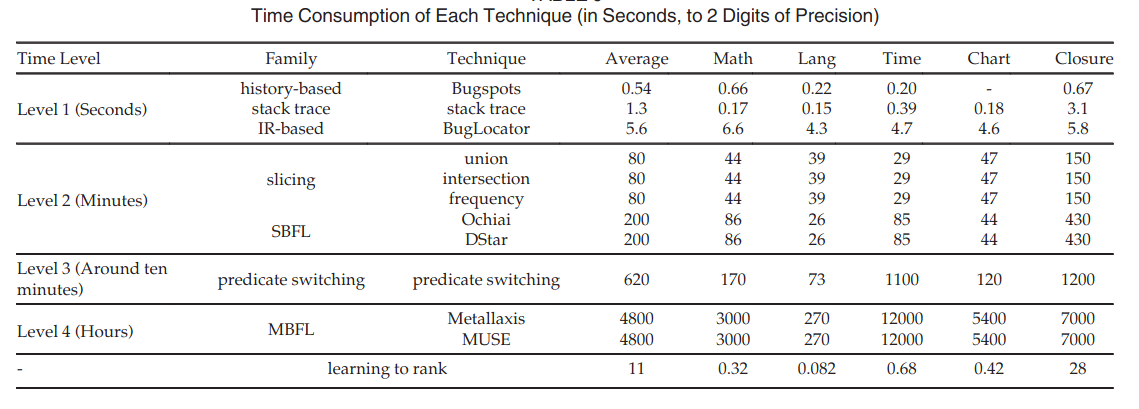 Time Consumption of Each Technique (in Seconds, to 2 Digits of Precision)
Time Level Family Technique Average Math Lang Time Chart Closure
Level 1 (Seconds) history-based Bugspots 0.54 0.66 0.22 0.20 - 0.67
stack trace stack trace 1.3 0.17 0.15 0.39 0.18 3.1
IR-based BugLocator 5.6 6.6 4.3 4.7 4.6 5.8
Level 2 (Minutes) slicing union 80 44 39 29 47 150
intersection 80 44 39 29 47 150
frequency 80 44 39 29 47 150
SBFL Ochiai 200 86 26 85 44 430
DStar 200 86 26 85 44 430
Level 3 (Around ten
minutes) predicate switching predicate switching 620 170 73 1100 120 1200
Level 4 (Hours) MBFL Metallaxis 4800 3000 270 12000 5400 7000
MUSE 4800 3000 270 12000 5400 7000
- learning to rank 11 0.32 0.082 0.68 0.42 28